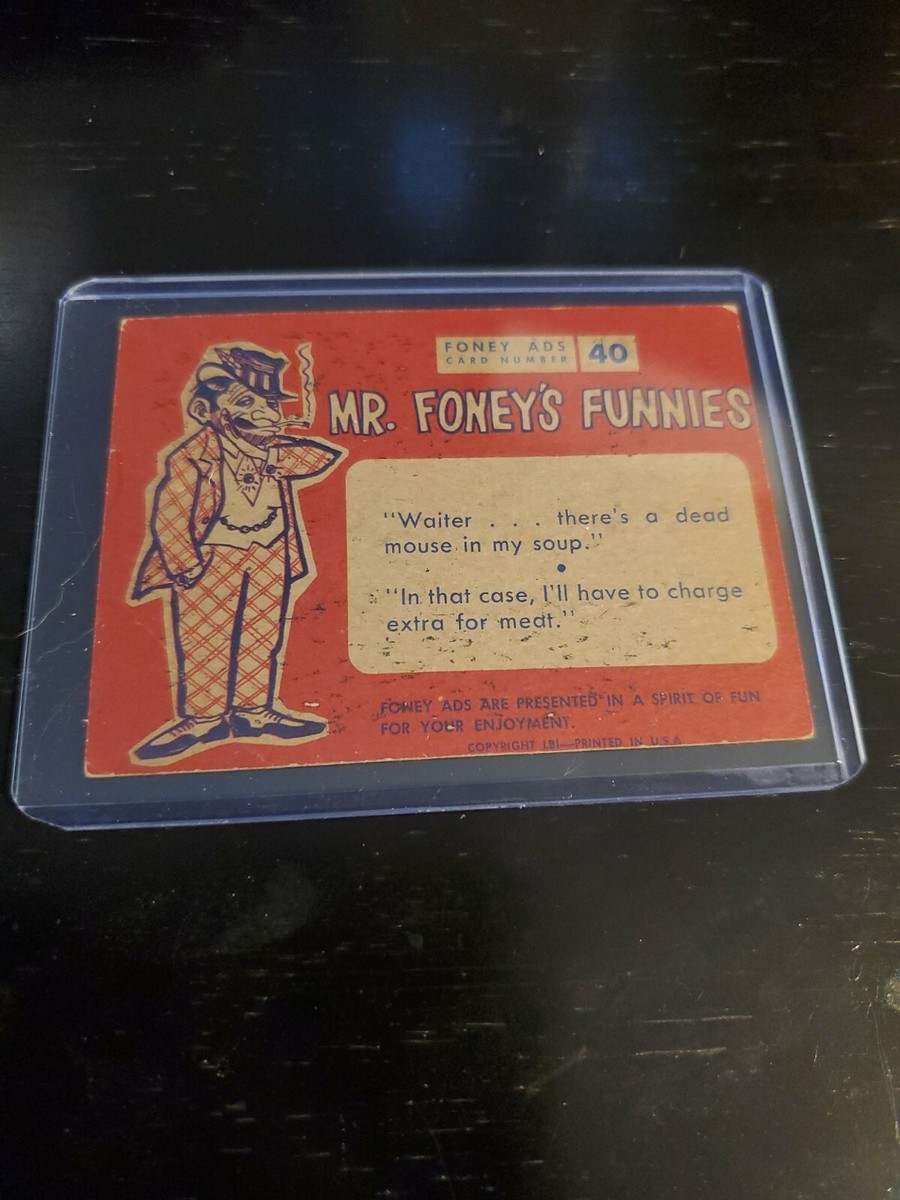 FONEY ADS
CARD NUMBER 40
MR. FONEY'S FUNNIES
"Waiter . . . there's a dead
mouse in my soup."
•
"In that case, I'll have to charge
extra for meat."
FONEY ADS ARE PRESENTED IN A SPIRIT OF FUN
FOR YOUR ENJOYMENT.
COPYRIGHT LBI—PRINTED IN U.S.A